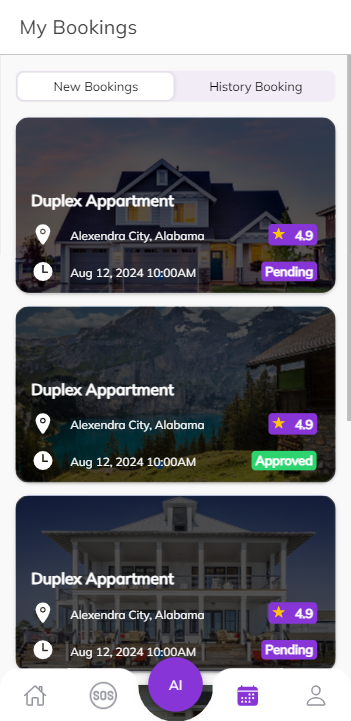 My Bookings
New Bookings
History Booking
Duplex Appartment
Alexendra City, Alabama
4.9
Aug 12, 2024 10:00AM
Pending
Duplex Appartment
Alexendra City, Alabama
4.9
Aug 12, 2024 10:00AM
Approved
Duplex Appartment
Alexendra City, Alabama
4.9
Aug 12, 2024 10:00AM
Pending
SOS
AI